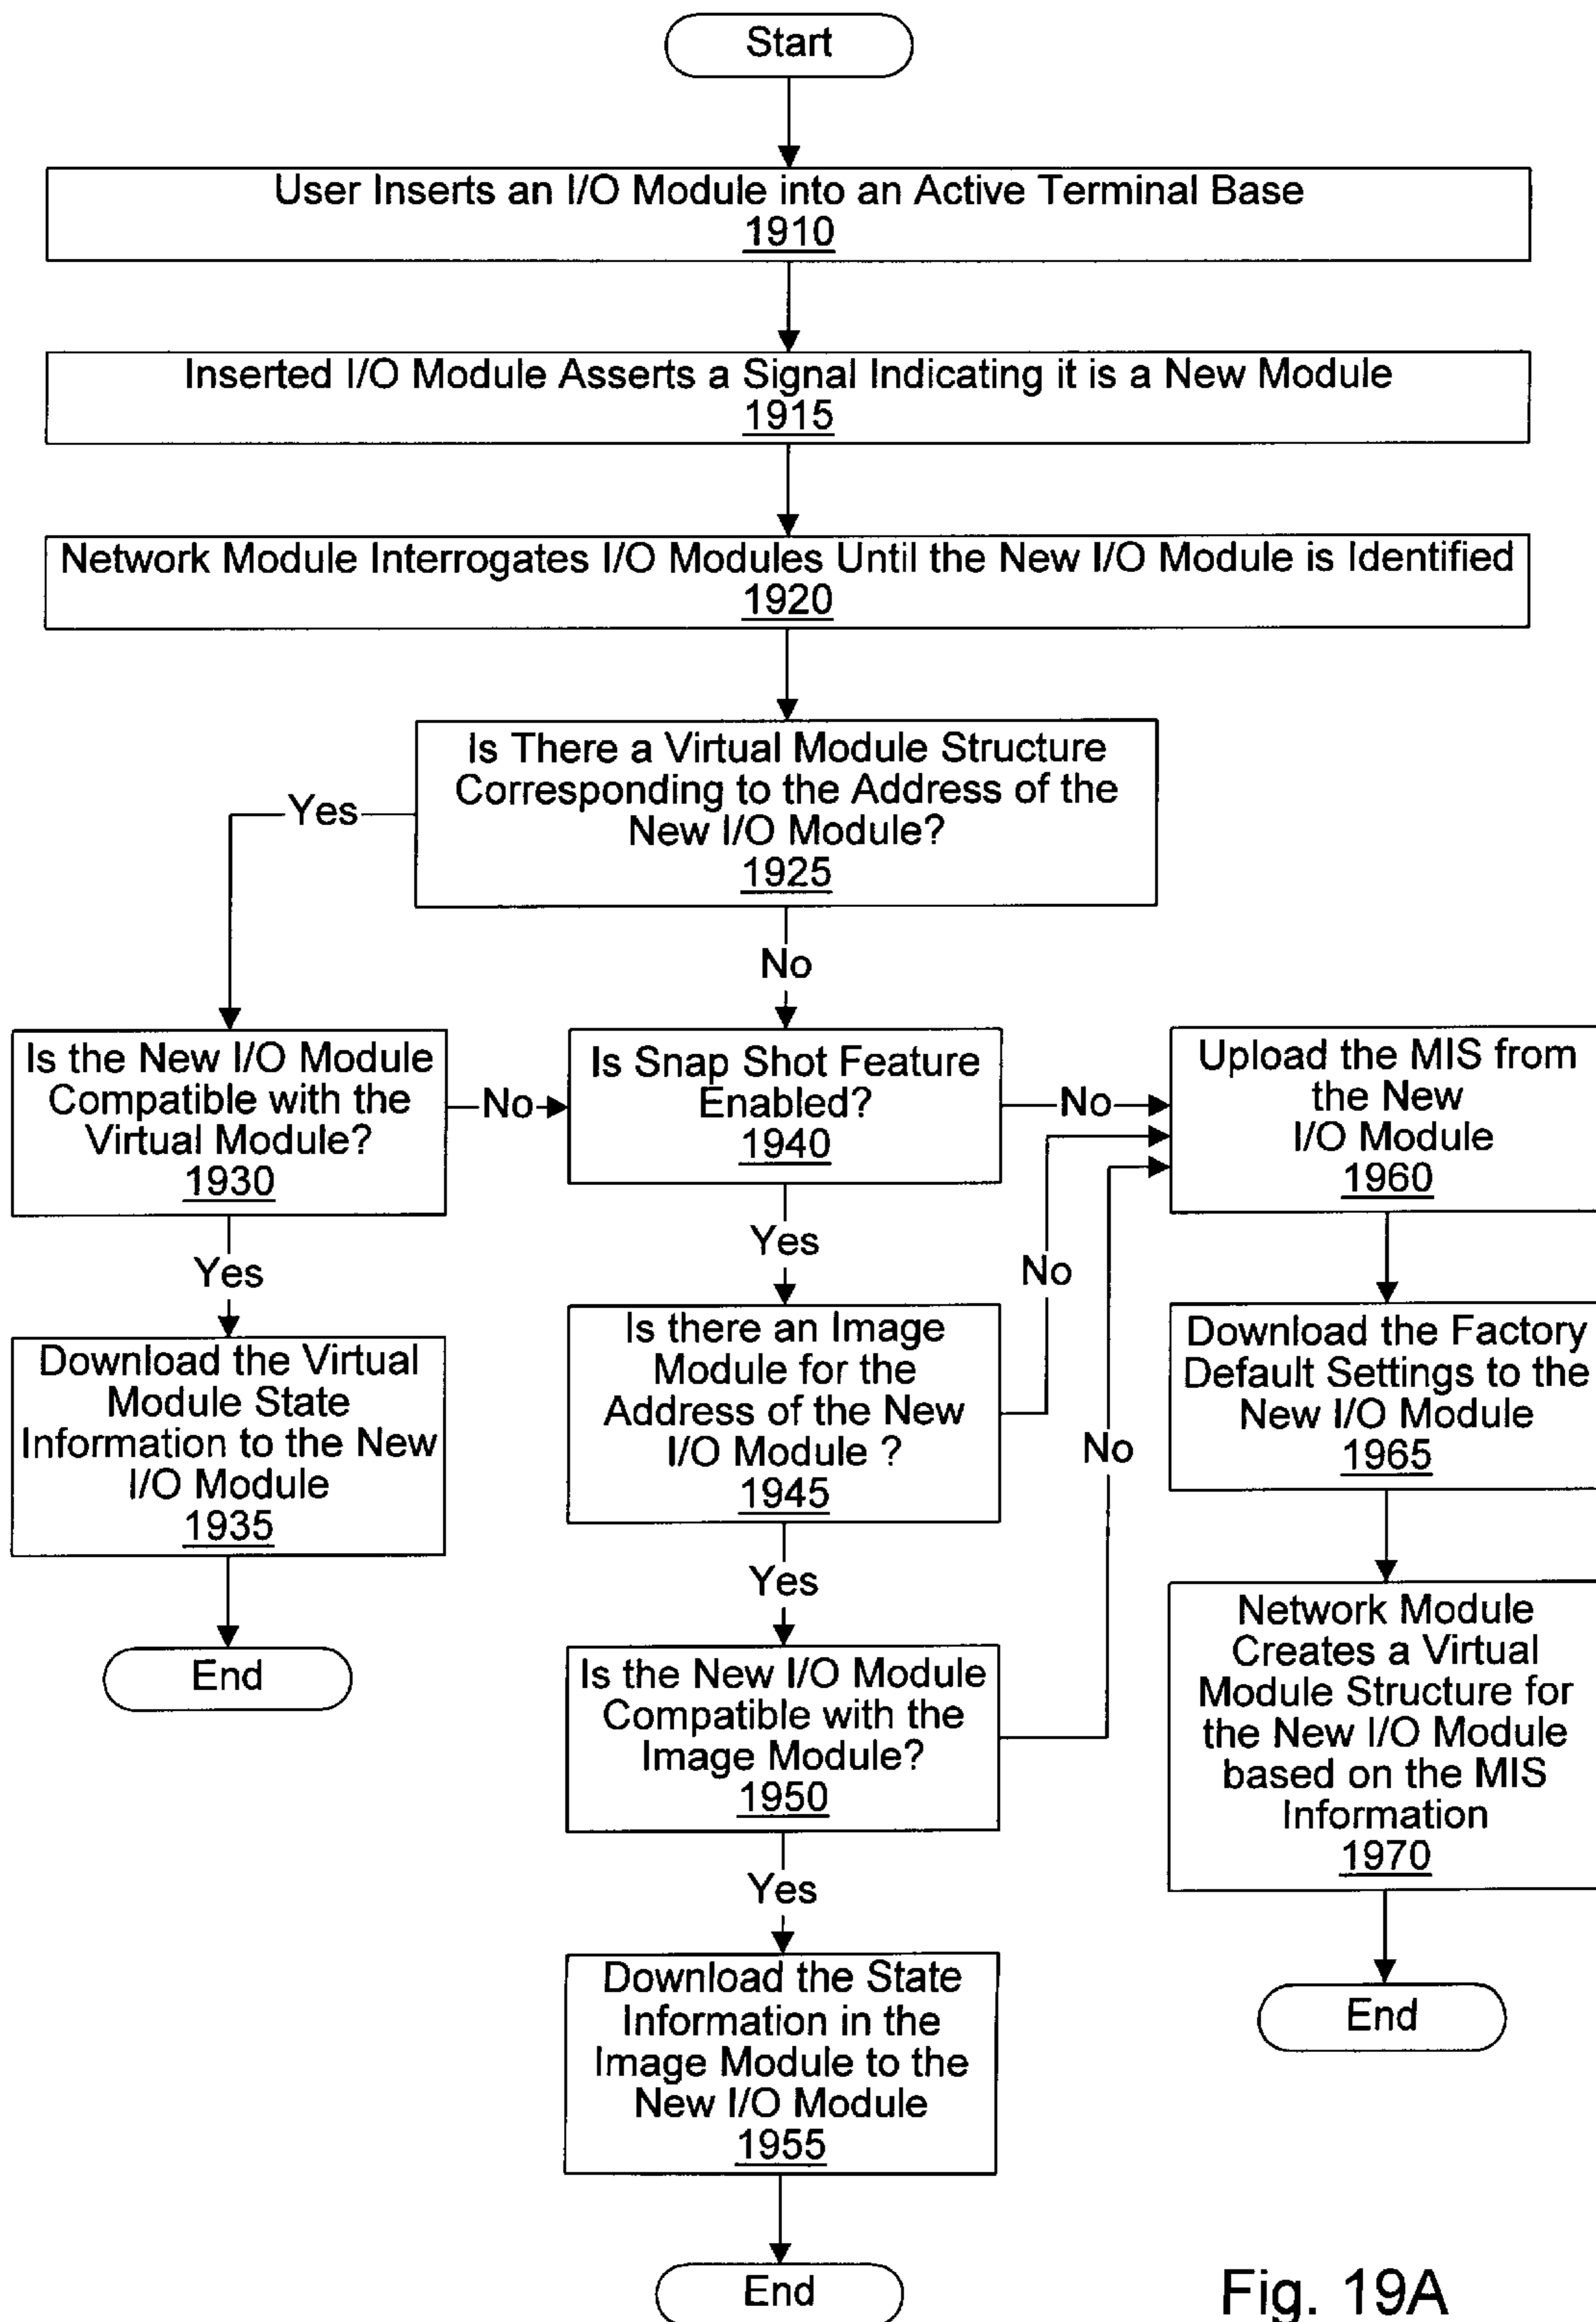 Start
User Inserts an I/O Module into an Active Terminal Base
1910
Inserted I/O Module Asserts a Signal Indicating it is a New Module
1915
Network Module Interrogates I/O Modules Until the New I/O Module is Identified
1920
Is There a Virtual Module Structure
Corresponding to the Address of the
New I/O Module?
1925
Yes
No
Is the New I/O Module
Compatible with the
Virtual Module?
1930
No
Yes
Download the Virtual
Module State
Information to the New
I/O Module
1935
End
Is Snap Shot Feature
Enabled?
1940
No
Yes
Is there an Image
Module for the
Address of the New
I/O Module ?
1945
No
Yes
Is the New I/O Module
Compatible with the
Image Module?
1950
No
Yes
Download the State
Information in the
Image Module to the
New I/O Module
1955
End
Upload the MIS from
the New
I/O Module
1960
Download the Factory
Default Settings to the
New I/O Module
1965
Network Module
Creates a Virtual
Module Structure for
the New I/O Module
based on the MIS
Information
1970
End
Fig. 19A